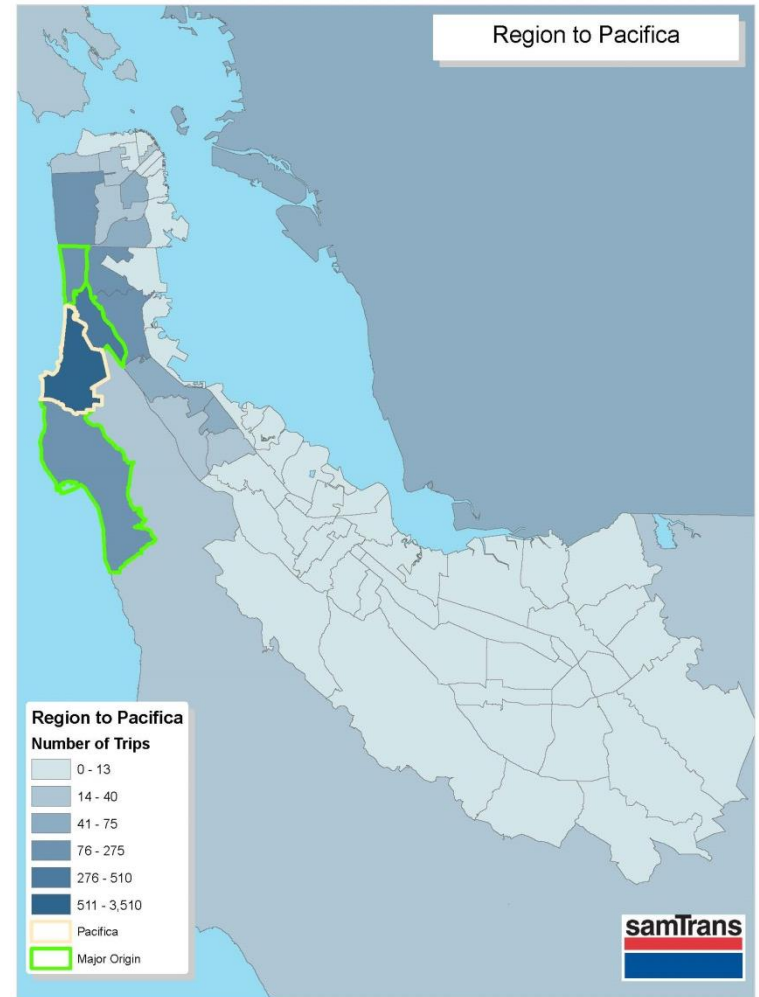 Region to Pacifica
Region to Pacifica
Number of Trips
0 - 13
14 - 40
41 - 75
76 - 275
276 - 510
511 - 3,510
Pacifica
Major Origin
samTrans